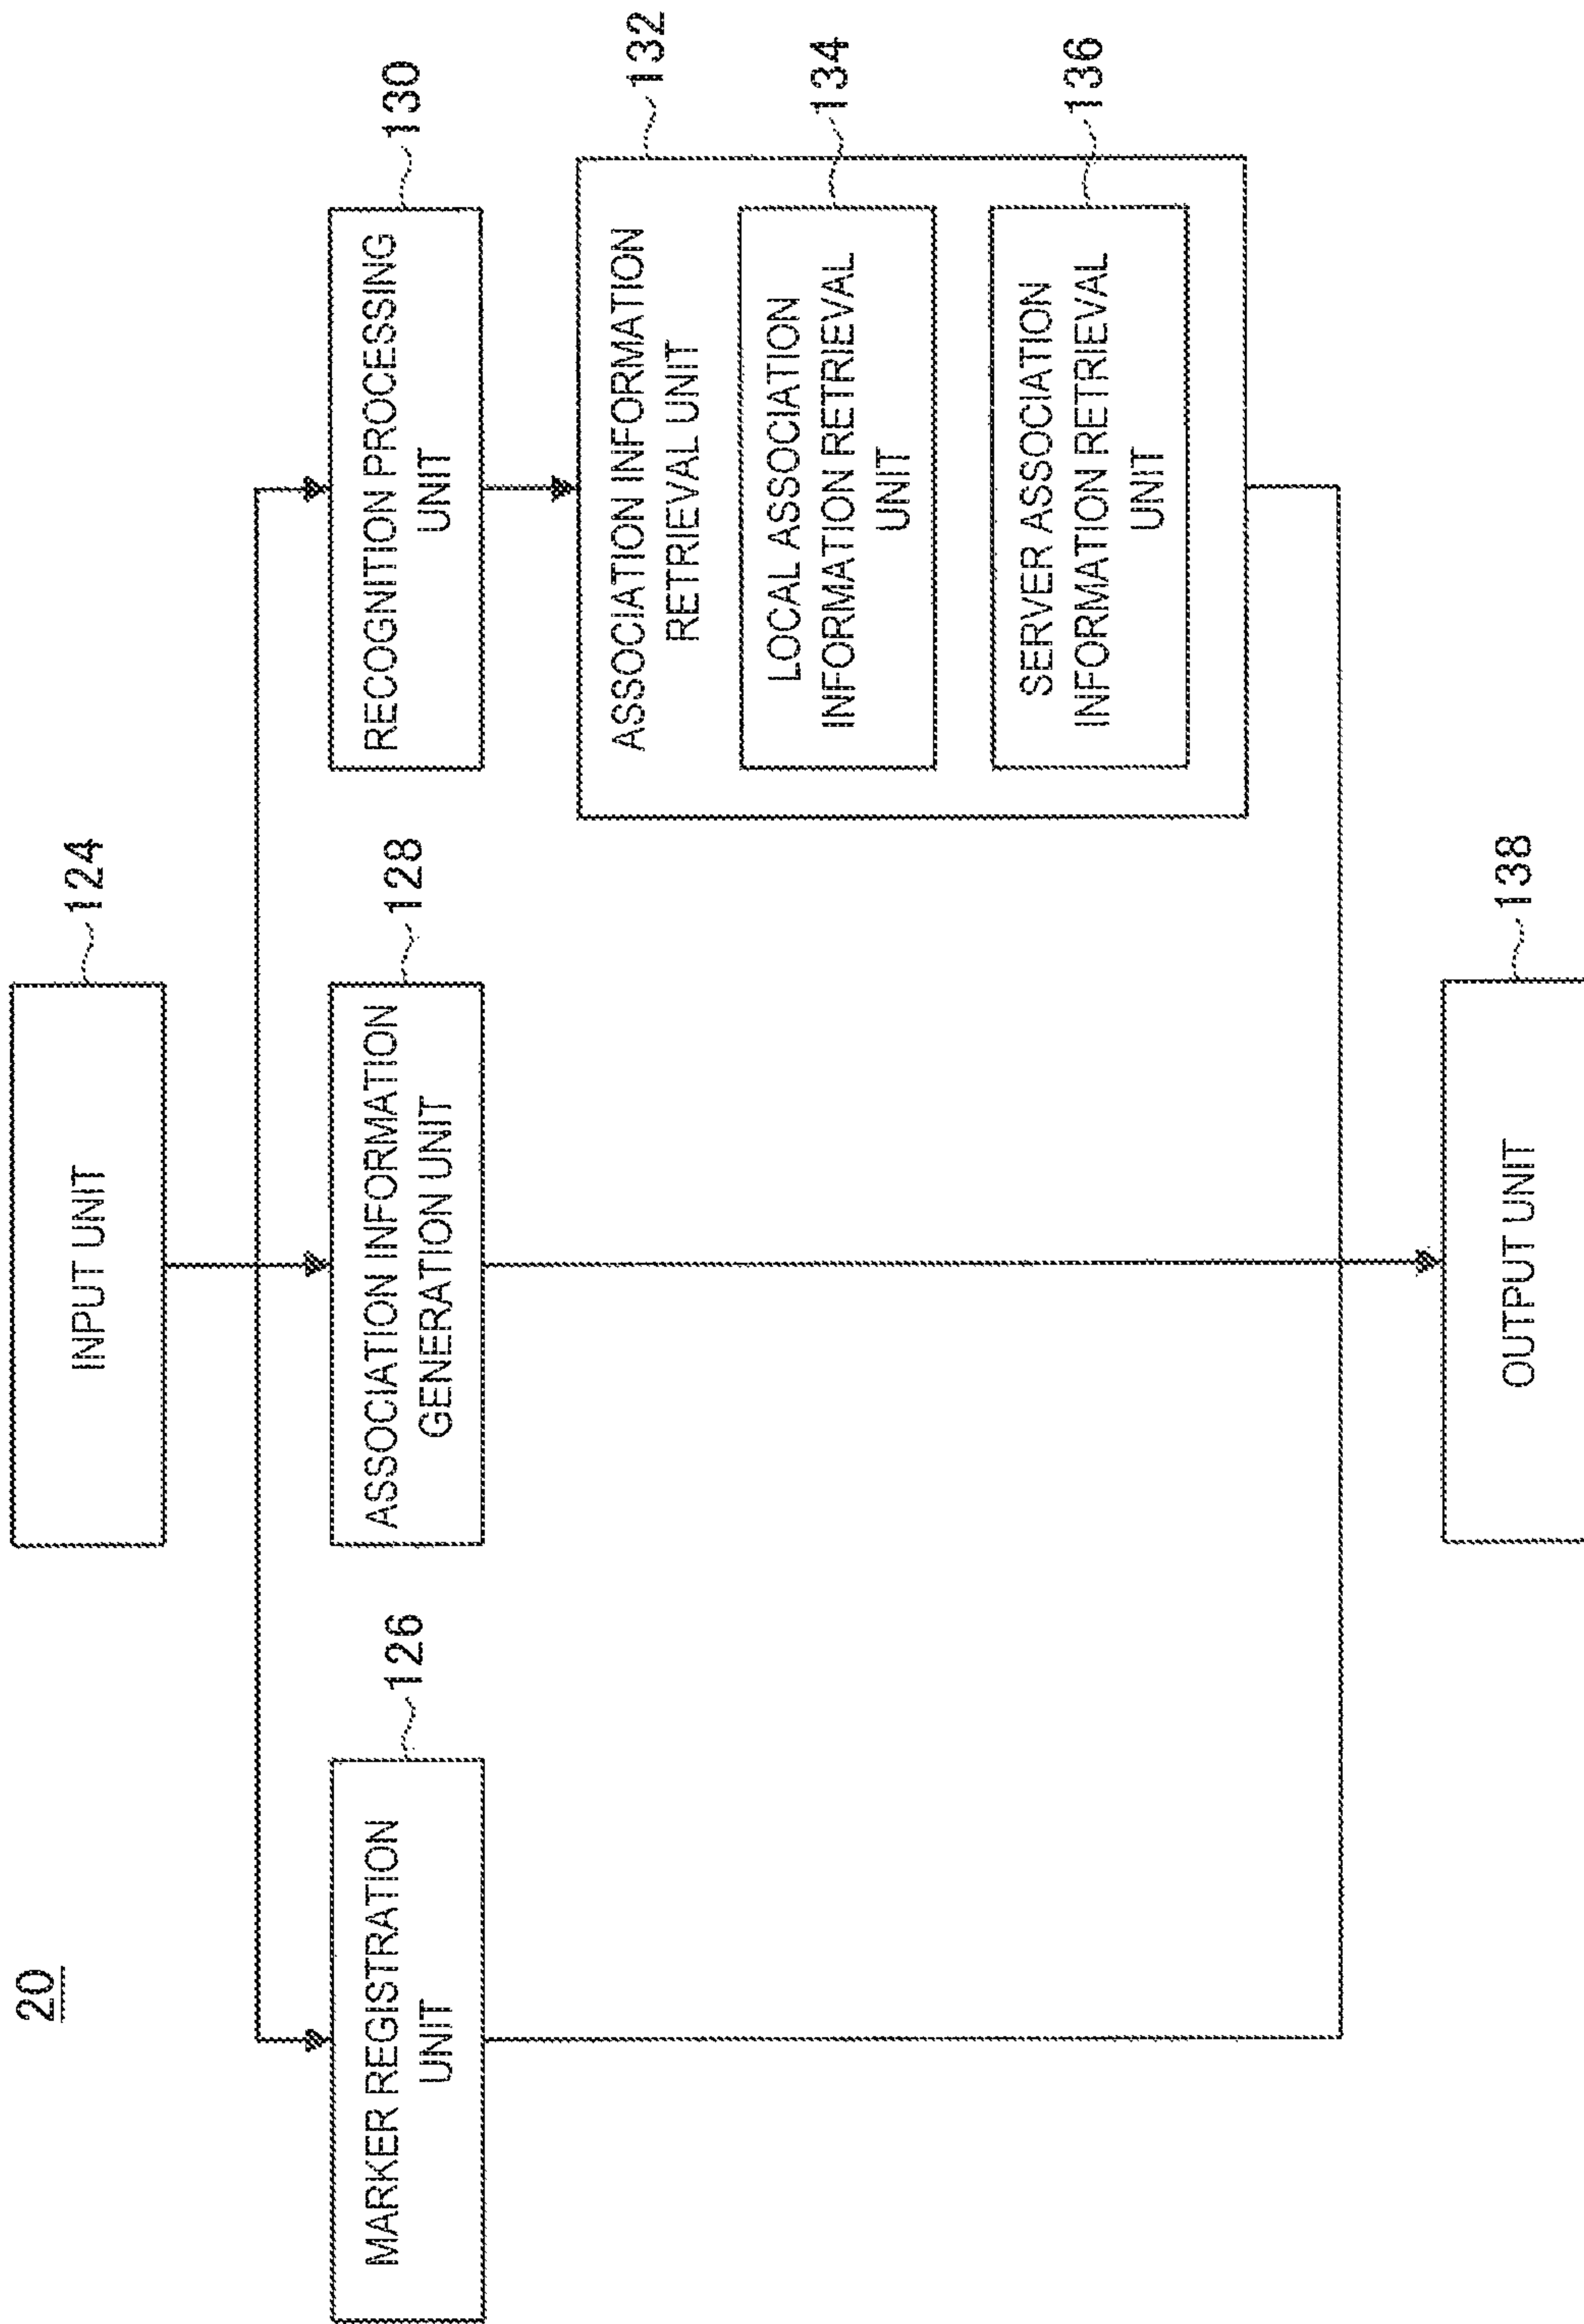 20
INPUT UNIT
124
MARKER REGISTRATION
UNIT
126
ASSOCIATION INFORMATION
GENERATION UNIT
128
RECOGNITION PROCESSING
UNIT
130
ASSOCIATION INFORMATION
RETRIEVAL UNIT
132
LOCAL ASSOCIATION
INFORMATION RETRIEVAL
UNIT
134
SERVER ASSOCIATION
INFORMATION RETRIEVAL
UNIT
136
OUTPUT UNIT
138